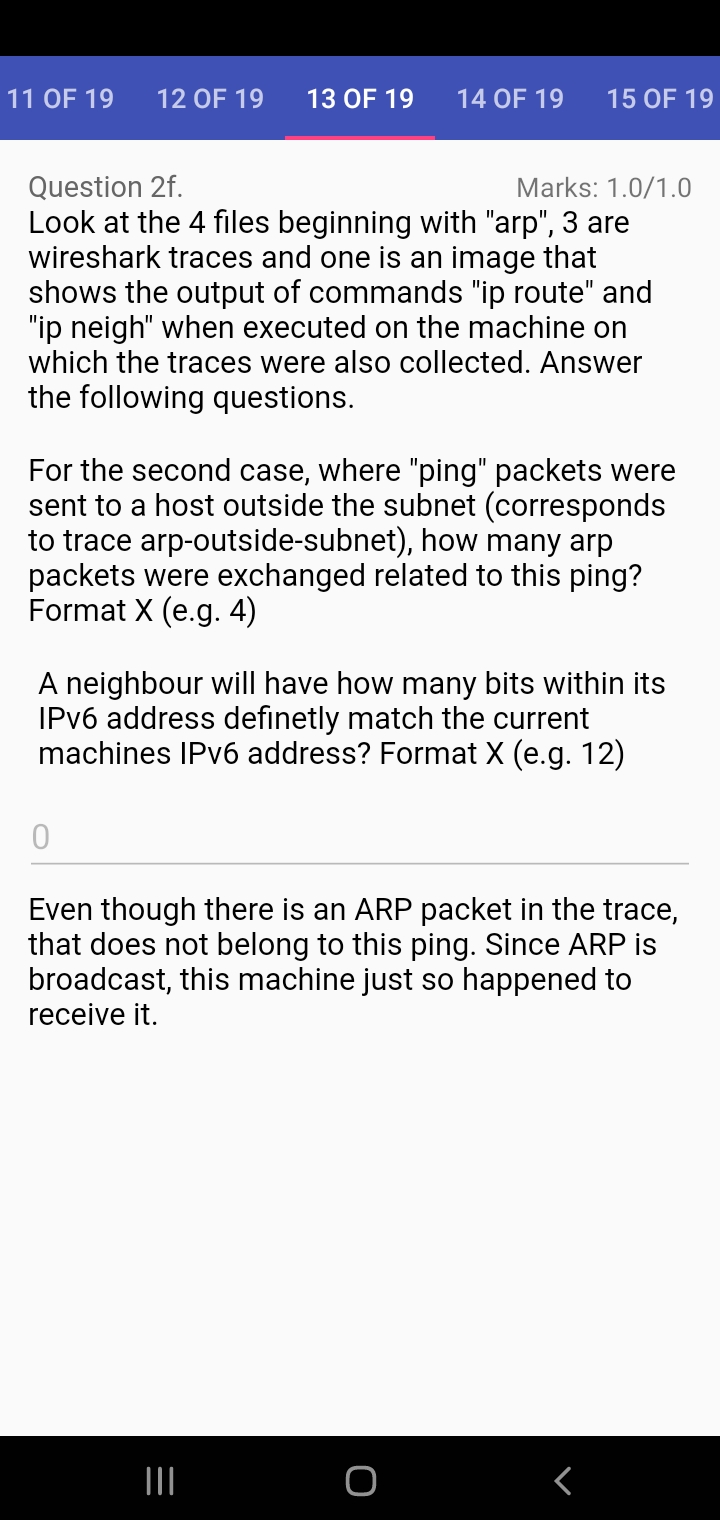 11 OF 19 12 OF 19 13 OF 19 14 OF 19 15 OF 19
Question 2f. Marks: 1.0/1.0
Look at the 4 files beginning with "arp", 3 are
wireshark traces and one is an image that
shows the output of commands "ip route" and
"ip neigh" when executed on the machine on
which the traces were also collected. Answer
the following questions.
For the second case, where "ping" packets were
sent to a host outside the subnet (corresponds
to trace arp-outside-subnet), how many arp
packets were exchanged related to this ping?
Format X (e.g. 4)
A neighbour will have how many bits within its
IPv6 address definetly match the current
machines IPv6 address? Format X (e.g. 12)
0
Even though there is an ARP packet in the trace,
that does not belong to this ping. Since ARP is
broadcast, this machine just so happened to
receive it.